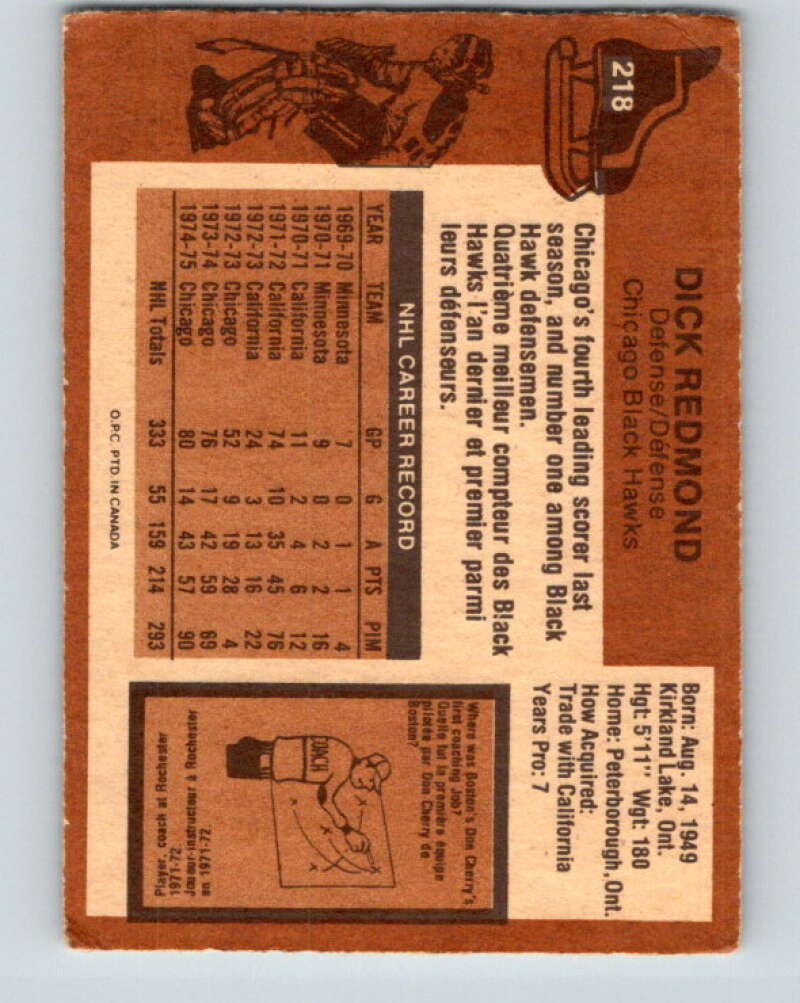 218
DICK REDMOND
Defense/Défense
Chicago Black Hawks
Chicago's fourth leading scorer last
season, and number one among Black
Hawk defensemen.
Quatrième meilleur compteur des Black
Hawks l'an dernier et premier parmi
leurs défenseurs.
Born: Aug. 14, 1949
Kirkland Lake, Ont.
Hgt: 5'11" Wgt: 180
Home: Peterborough, Ont.
How Acquired:
Trade with California
Years Pro: 7
NHL CAREER RECORD
YEAR TEAM GP G A PTS PIM
1969-70 Minnesota 7 0 1 1 4
1970-71 Minnesota 9 0 2 2 16
1970-71 California 11 2 4 6 12
1971-72 California 74 10 35 45 76
1972-73 California 24 3 13 16 22
1972-73 Chicago 52 9 19 28 4
1973-74 Chicago 76 17 42 59 69
1974-75 Chicago 80 14 43 57 90
NHL Totals 333 55 159 214 293
Where was Boston's Don Cherry's
first coaching job?
Quelle fut la première équipe
pilotée par Don Cherry de
Boston?
COACH
Player, coach at Rochester
1971-72.
Joueur-instructeur à Rochester
en 1971-72.
O.P.C. PTD. IN CANADA